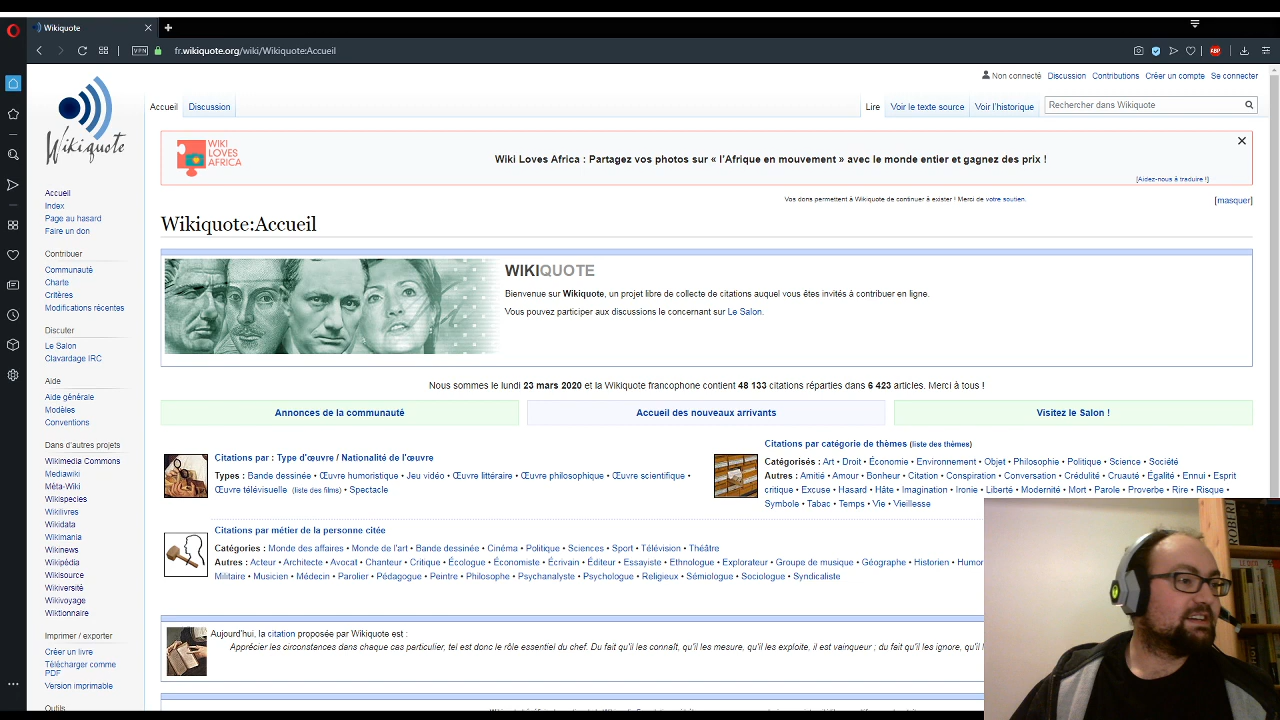 Wikiquote
VPN
fr.wikiquote.org/wiki/Wikiquote:Accueil
ABP
Non connecté Discussion Contributions Créer un compte Se connecter
Wikiquote
Accueil Discussion
Lire Voir le texte source Voir l'historique Rechercher dans Wikiquote
WIKI
LOVES
AFRICA
Wiki Loves Africa : Partagez vos photos sur « l'Afrique en mouvement » avec le monde entier et gagnez des prix !
[Aidez-nous à traduire !]
Vos dons permettent à Wikiquote de continuer à exister ! Merci de votre soutien.
[masquer]
Accueil
Index
Page au hasard
Faire un don
Contribuer
Communauté
Charte
Critères
Modifications récentes
Discuter
Le Salon
Clavardage IRC
Aide
Aide générale
Modèles
Conventions
Dans d'autres projets
Wikimedia Commons
Mediawiki
Méta-Wiki
Wikispecies
Wikilivres
Wikidata
Wikimania
Wikinews
Wikipédia
Wikisource
Wikiversité
Wikivoyage
Wiktionnaire
Imprimer / exporter
Créer un livre
Télécharger comme
PDF
Version imprimable
Outils
Wikiquote:Accueil
WIKIQUOTE
Bienvenue sur Wikiquote, un projet libre de collecte de citations auquel vous êtes invités à contribuer en ligne.
Vous pouvez participer aux discussions le concernant sur Le Salon.
Nous sommes le lundi 23 mars 2020 et la Wikiquote francophone contient 48 133 citations réparties dans 6 423 articles. Merci à tous !
Annonces de la communauté
Accueil des nouveaux arrivants
Visitez le Salon !
Citations par : Type d'œuvre / Nationalité de l'œuvre
Types : Bande dessinée • Œuvre humoristique • Jeu vidéo • Œuvre littéraire • Œuvre philosophique • Œuvre scientifique •
Œuvre télévisuelle (liste des films) • Spectacle
Citations par catégorie de thèmes (liste des thèmes)
Catégorisés : Art • Droit • Économie • Environnement • Objet • Philosophie • Politique • Science • Société
Autres : Amitié • Amour • Bonheur • Citation • Conspiration • Conversation • Crédulité • Cruauté • Égalité • Ennui • Esprit
critique • Excuse • Hasard • Hâte • Imagination • Ironie • Liberté • Modernité • Mort • Parole • Proverbe • Rire • Risque •
Symbole • Tabac • Temps • Vie • Vieillesse
Citations par métier de la personne citée
Catégories : Monde des affaires • Monde de l'art • Bande dessinée • Cinéma • Politique • Sciences • Sport • Télévision • Théâtre
Autres : Acteur • Architecte • Avocat • Chanteur • Critique • Écologue • Économiste • Écrivain • Éditeur • Essayiste • Ethnologue • Explorateur • Groupe de musique • Géographe • Historien • Humor
Militaire • Musicien • Médecin • Parolier • Pédagogue • Peintre • Philosophe • Psychanalyste • Psychologue • Religieux • Sémiologue • Sociologue • Syndicaliste
Aujourd'hui, la citation proposée par Wikiquote est :
Apprécier les circonstances dans chaque cas particulier, tel est donc le rôle essentiel du chef. Du fait qu'il les connaît, qu'il les mesure, qu'il les exploite, il est vainqueur ; du fait qu'il les ignore, qu'il l